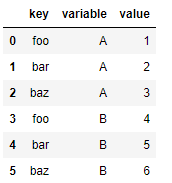 key variable value
0 foo A 1
1 bar A 2
2 baz A 3
3 foo B 4
4 bar B 5
5 baz B 6